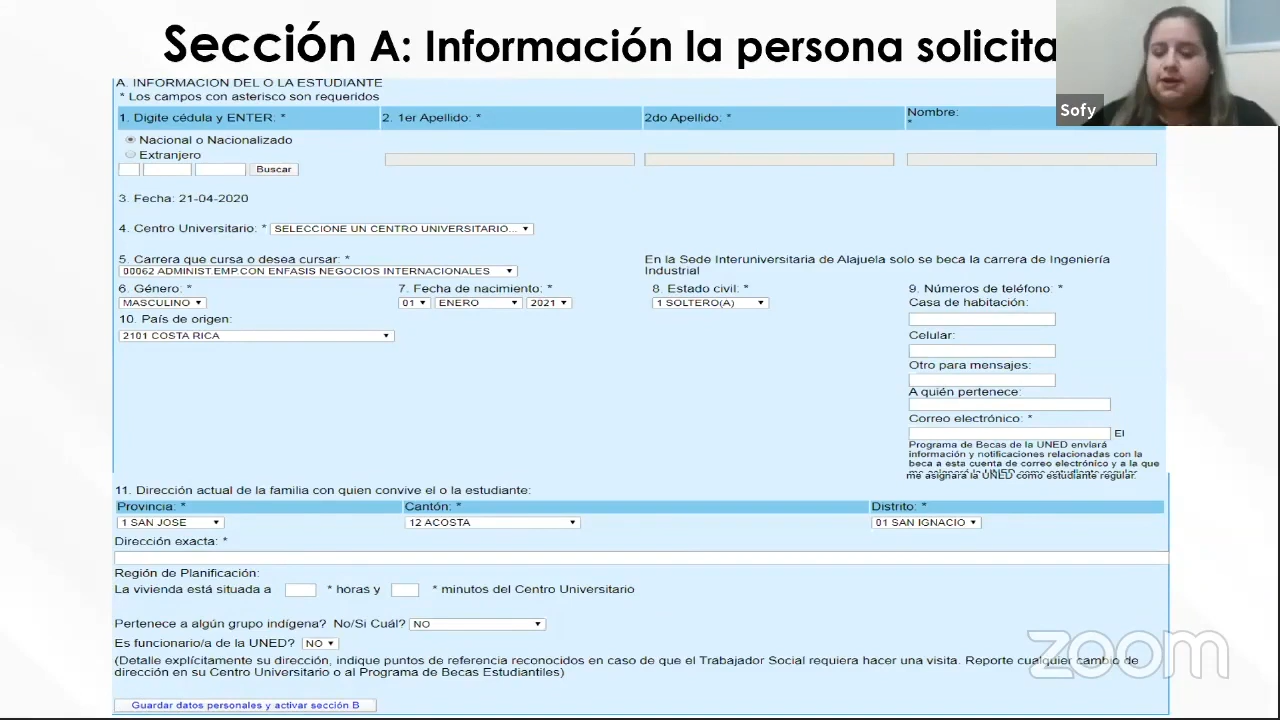 Sección A: Información la persona solicita
Sofy
A. INFORMACION DEL O LA ESTUDIANTE
* Los campos con asterisco son requeridos
1. Digite cédula y ENTER: * 2. 1er Apellido: * 2do Apellido: * Nombre: *
Nacional o Nacionalizado
Extranjero
Buscar
3. Fecha: 21-04-2020
4. Centro Universitario: * SELECCIONE UN CENTRO UNIVERSITARIO...
5. Carrera que cursa o desea cursar: *
00062 ADMINIST.EMP.CON ENFASIS NEGOCIOS INTERNACIONALES
En la Sede Interuniversitaria de Alajuela solo se beca la carrera de Ingeniería
Industrial
6. Género: * 7. Fecha de nacimiento: * 8 Estado civil: * 9. Números de teléfono: *
MASCULINO 01 ENERO 2021 1 SOLTERO(A) Casa de habitación:
10. País de origen:
2101 COSTA RICA
Celular:
Otro para mensajes:
A quién pertenece:
Correo electrónico: *
El
Programa de Becas de la UNED enviará
información y notificaciones relacionadas con la
beca a esta cuenta de correo electrónico y a la que
me asignará la UNED como estudiante regular.
11. Dirección actual de la familia con quien convive el o la estudiante:
Provincia: * Cantón: * Distrito: *
1 SAN JOSE 12 ACOSTA 01 SAN IGNACIO
Dirección exacta: *
Región de Planificación:
La vivienda está situada a * horas y * minutos del Centro Universitario
Pertenece a algún grupo indígena? No/Si Cuál? NO
Es funcionario/a de la UNED? NO
(Detalle explícitamente su dirección, indique puntos de referencia reconocidos en caso de que el Trabajador Social requiera hacer una visita. Reporte cualquier cambio de
dirección en su Centro Universitario o al Programa de Becas Estudiantiles)
Guardar datos personales y activar sección B
zoom